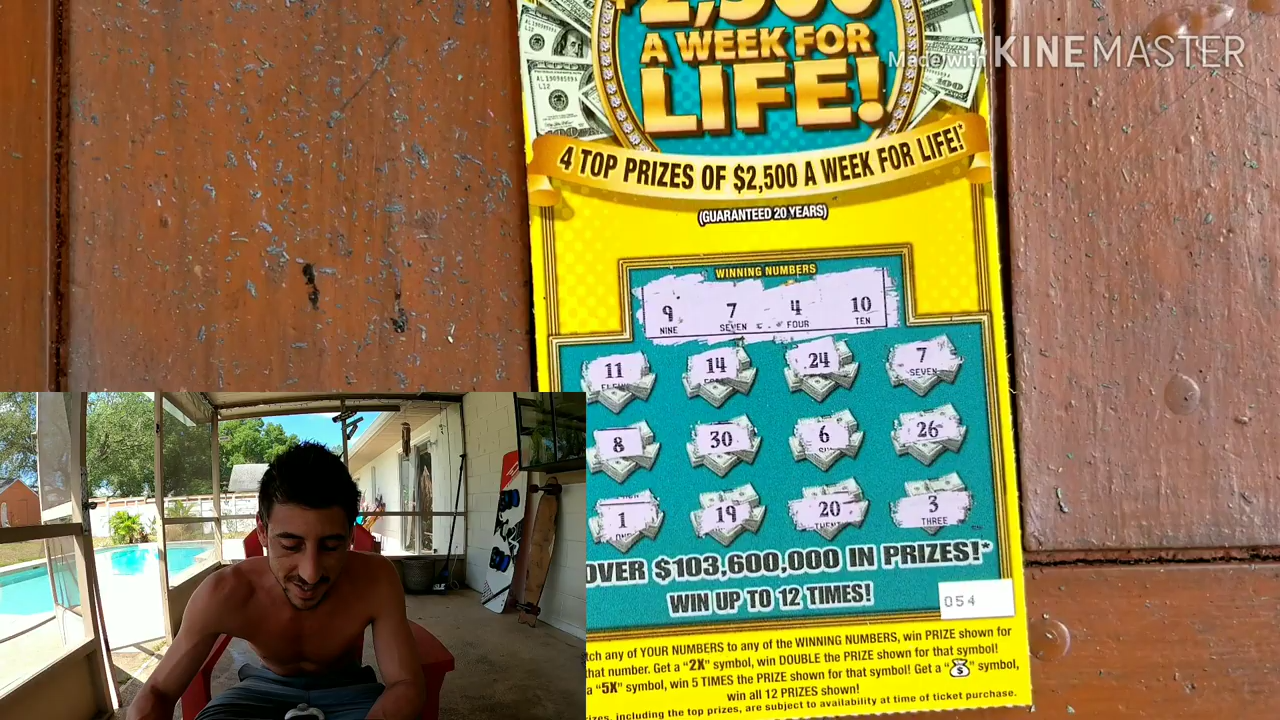 $2,500
A WEEK FOR
LIFE!
Made with KINEMASTER
4 TOP PRIZES OF $2,500 A WEEK FOR LIFE!*
(GUARANTEED 20 YEARS)
WINNING NUMBERS
9 7 4 10
NINE SEVEN FOUR TEN
11 14 24 7
SEVEN
8 30 6 26
1 19 20 3
THREE
OVER $103,600,000 IN PRIZES!*
WIN UP TO 12 TIMES!
054
any of YOUR NUMBERS to any of the WINNING NUMBERS, win PRIZE shown for
that number. Get a "2X" symbol, win DOUBLE the PRIZE shown for that symbol!
a "5X" symbol, win 5 TIMES the PRIZE shown for that symbol! Get a " $ " symbol,
win all 12 PRIZES shown!
including the top prizes, are subject to availability at time of ticket purchase.